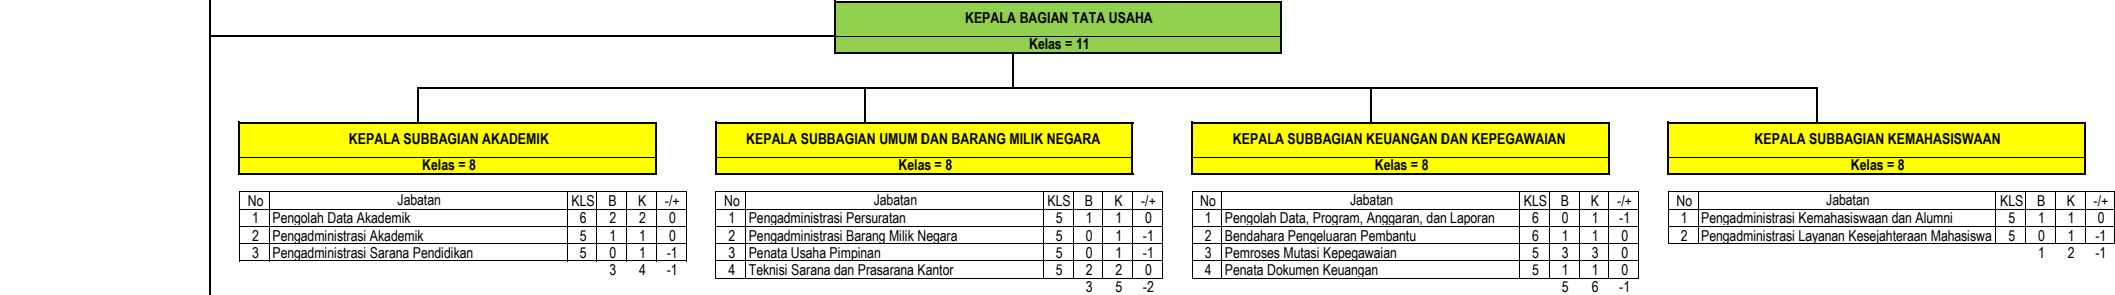 KEPALA BAGIAN TATA USAHA
Kelas = 11
KEPALA SUBBAGIAN AKADEMIK
Kelas = 8
No Jabatan KLS B K -/+
1 Pengolah Data Akademik 6 2 2 0
2 Pengadministrasi Akademik 5 1 1 0
3 Pengadministrasi Sarana Pendidikan 5 0 1 -1
3 4 -1
KEPALA SUBBAGIAN UMUM DAN BARANG MILIK NEGARA
Kelas = 8
No Jabatan KLS B K -/+
1 Pengadministrasi Persuratan 5 1 1 0
2 Pengadministrasi Barang Milik Negara 5 0 1 -1
3 Penata Usaha Pimpinan 5 0 1 -1
4 Teknisi Sarana dan Prasarana Kantor 5 2 2 0
3 5 -2
KEPALA SUBBAGIAN KEUANGAN DAN KEPEGAWAIAN
Kelas = 8
No Jabatan KLS B K -/+
1 Pengolah Data, Program, Anggaran, dan Laporan 6 0 1 -1
2 Bendahara Pengeluaran Pembantu 6 1 1 0
3 Pemroses Mutasi Kepegawaian 5 3 3 0
4 Penata Dokumen Keuangan 5 1 1 0
5 6 -1
KEPALA SUBBAGIAN KEMAHASISWAAN
Kelas = 8
No Jabatan KLS B K -/+
1 Pengadministrasi Kemahasiswaan dan Alumni 5 1 1 0
2 Pengadministrasi Layanan Kesejahteraan Mahasiswa 5 0 1 -1
1 2 -1